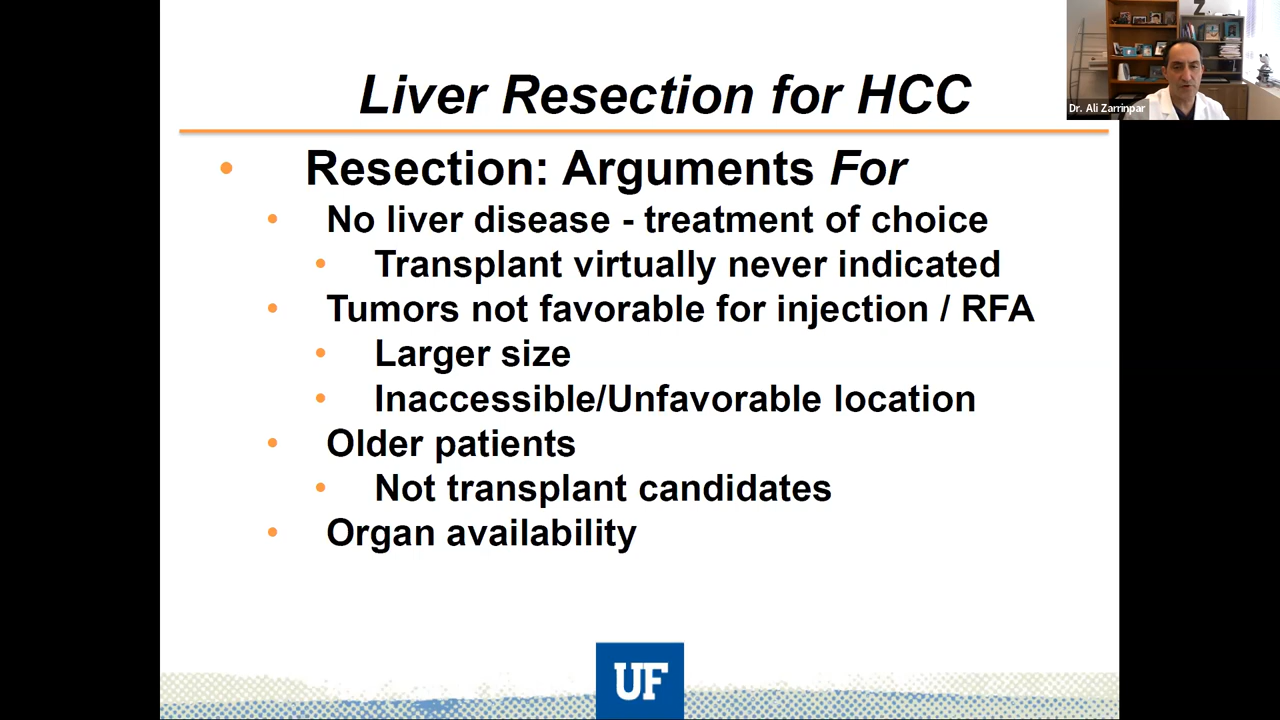 Liver Resection for HCC
Resection: Arguments For
No liver disease - treatment of choice
Transplant virtually never indicated
Tumors not favorable for injection / RFA
Larger size
Inaccessible/Unfavorable location
Older patients
Not transplant candidates
Organ availability
UF
Dr. Ali Zarrinpar
Z